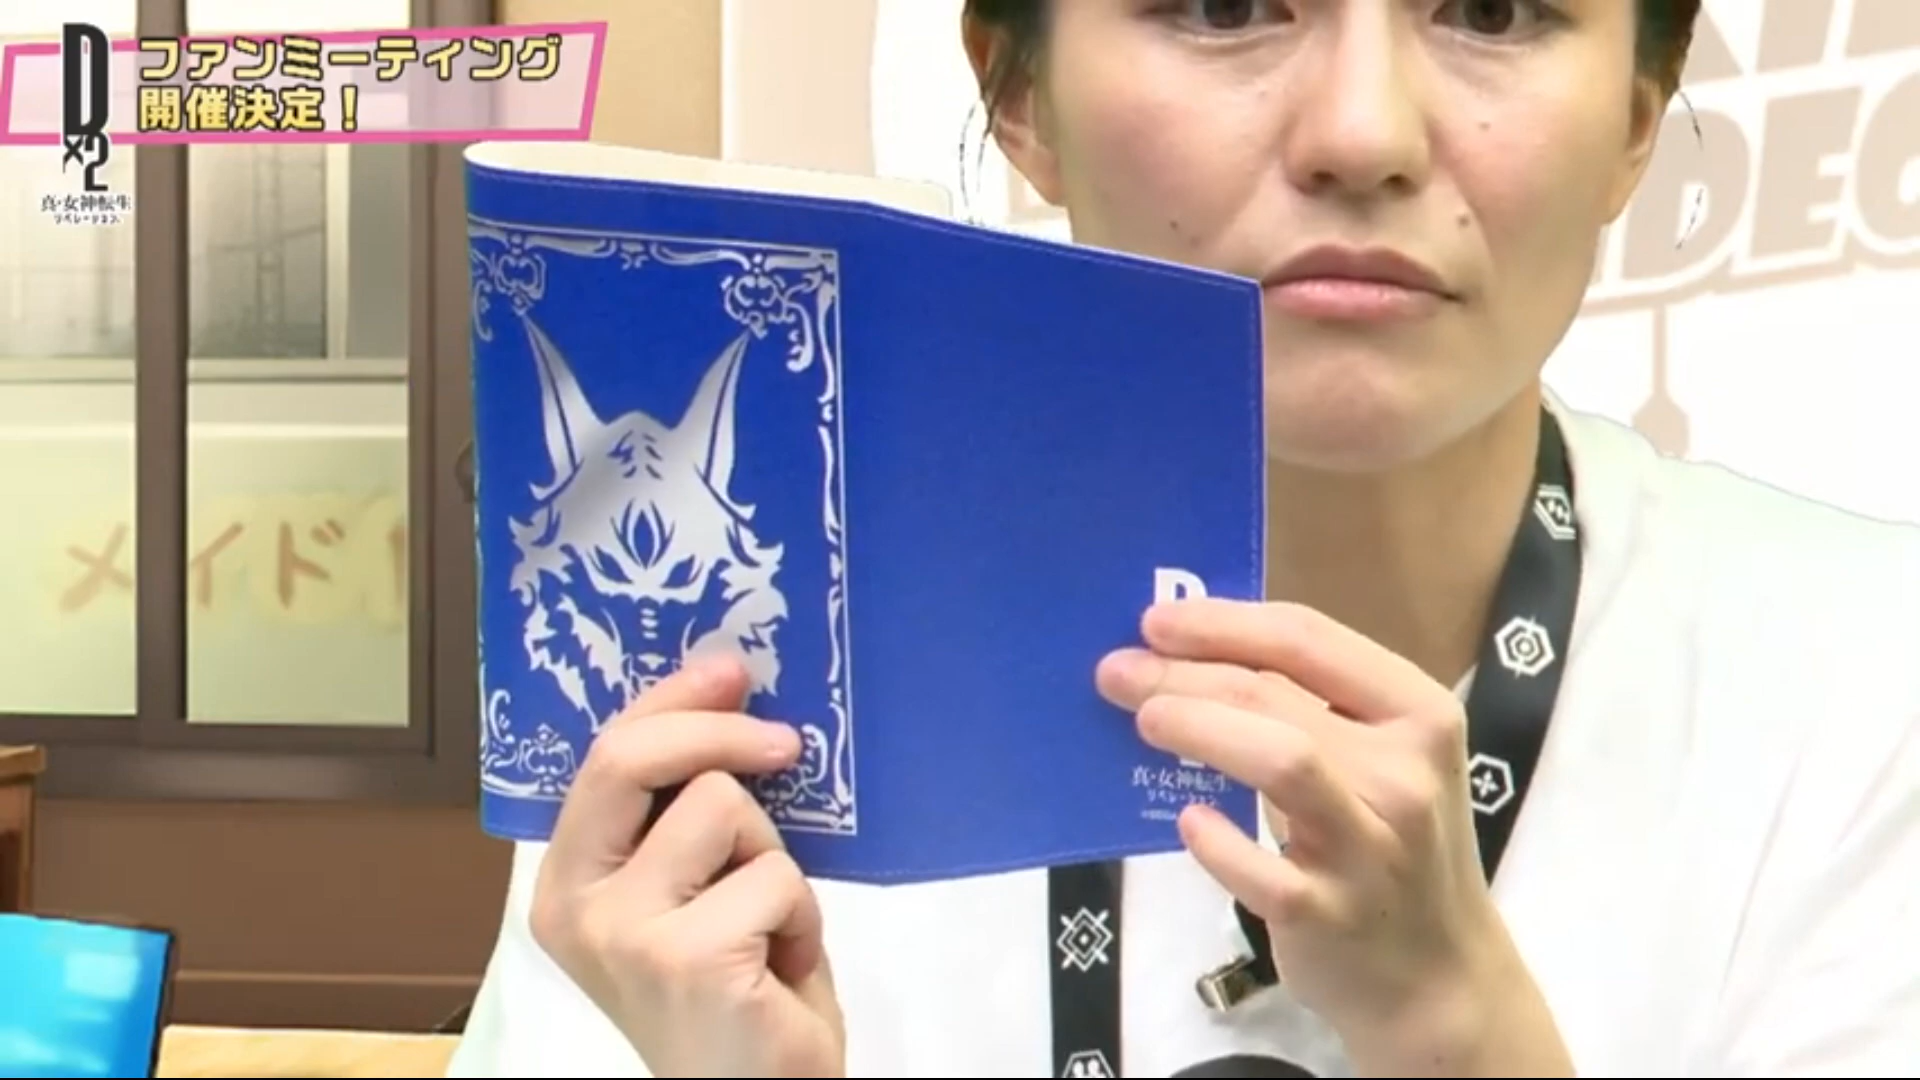 ファンミーティング
開催決定！
D
×2
真・女神転生
リベレーション
メイド
IDEO
D
真・女神転生
リベレーション